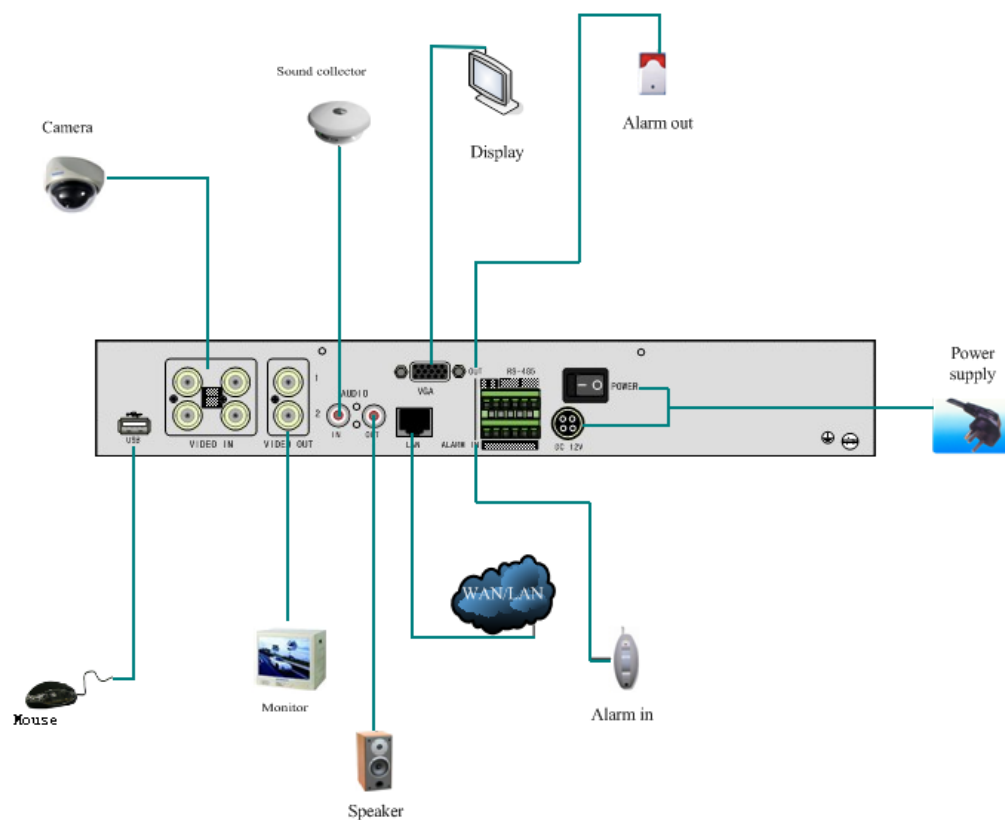 Sound collector
Camera
Display
Alarm out
Power
supply
OUT
RS-485
VGA
POWER
1
2
AUDIO
USB
VIDEO IN
VIDEO OUT
IN
OUT
LAN
ALARM IN
DC 12V
WAN/LAN
Mouse
Monitor
Speaker
Alarm in